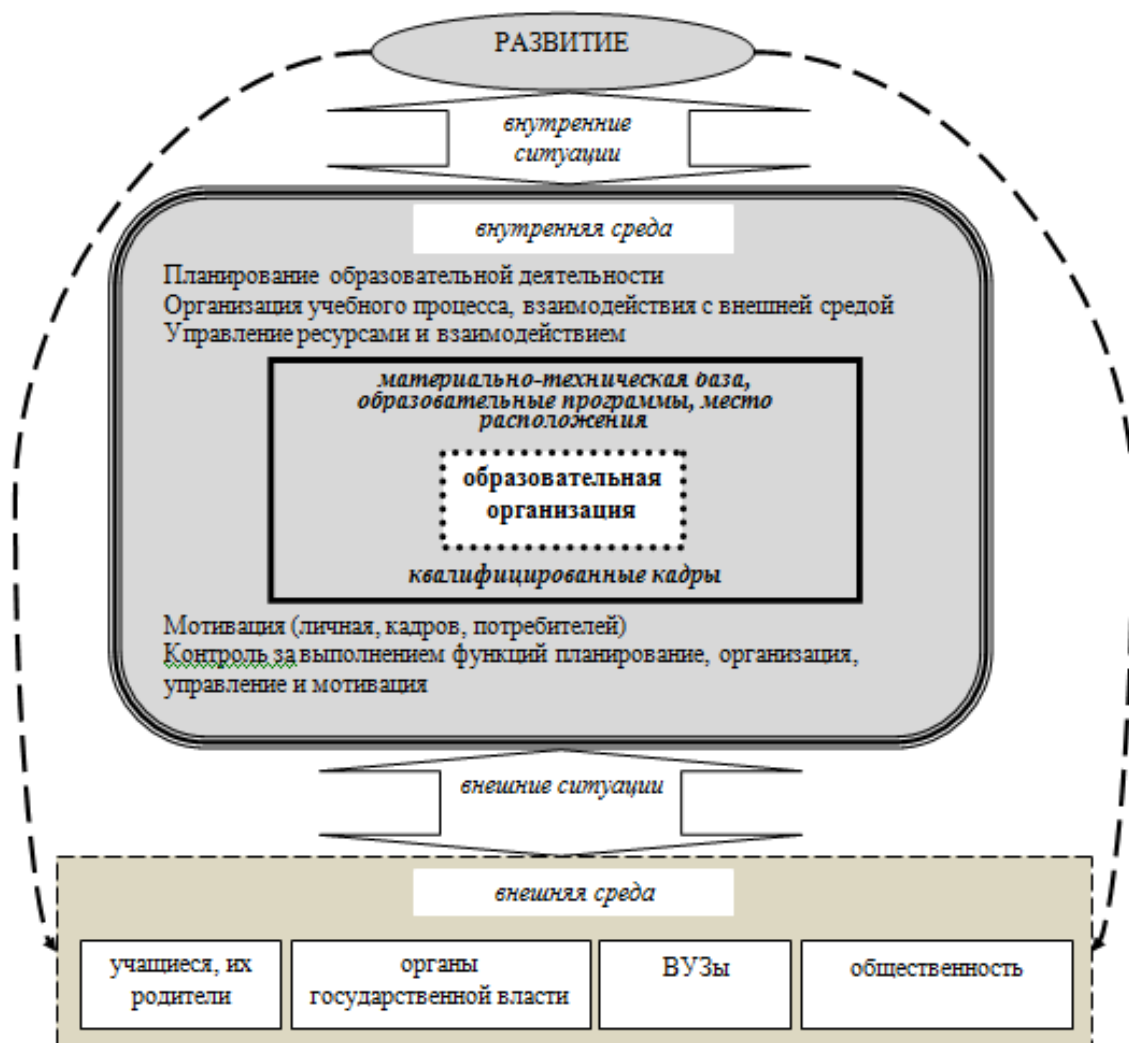 РАЗВИТИЕ
внутренние
ситуации
внутренняя среда
Планирование образовательной деятельности
Организация учебного процесса, взаимодействия с внешней средой
Управление ресурсами и взаимодействием
материально-техническая база,
образовательные программы, место
расположения
образовательная
организация
квалифицированные кадры
Мотивация (личная, кадров, потребителей)
Контроль за выполнением функций планирование, организация,
управление и мотивация
внешние ситуации
внешняя среда
учащиеся, их
родители
органы
государственной власти
ВУЗы
общественность